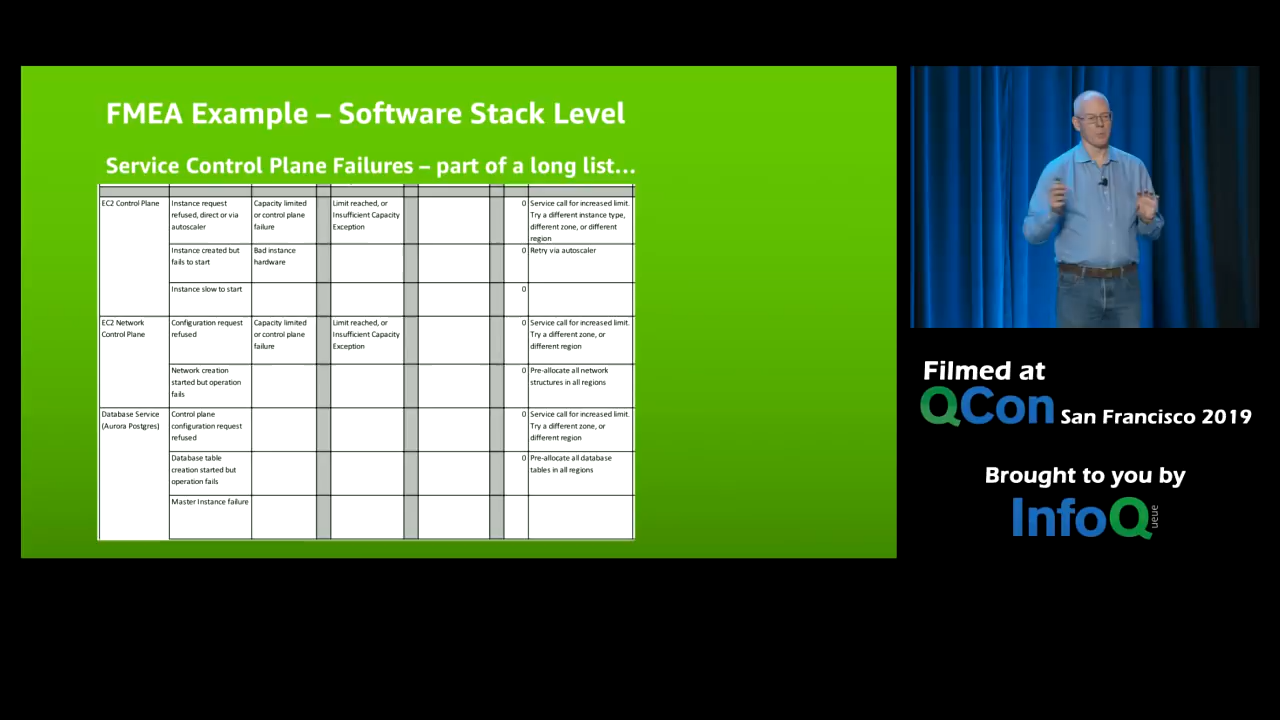 FMEA Example – Software Stack Level
Service Control Plane Failures – part of a long list...
EC2 Control Plane
Instance request
refused, direct or via
autoscaler
Capacity limited
or control plane
failure
Limit reached, or
Insufficient Capacity
Exception
0
Service call for increased limit.
Try a different instance type,
different zone, or different
region
Instance created but
fails to start
Bad instance
hardware
0
Retry via autoscaler
Instance slow to start
0
EC2 Network
Control Plane
Configuration request
refused
Capacity limited
or control plane
failure
Limit reached, or
Insufficient Capacity
Exception
0
Service call for increased limit.
Try a different zone, or
different region
Network creation
started but operation
fails
0
Pre-allocate all network
structures in all regions
Database Service
(Aurora Postgres)
Control plane
configuration request
refused
0
Service call for increased limit.
Try a different zone, or
different region
Database table
creation started but
operation fails
0
Pre-allocate all database
tables in all regions
Master Instance failure
Filmed at
QCon San Francisco 2019
Brought to you by
InfoQueue